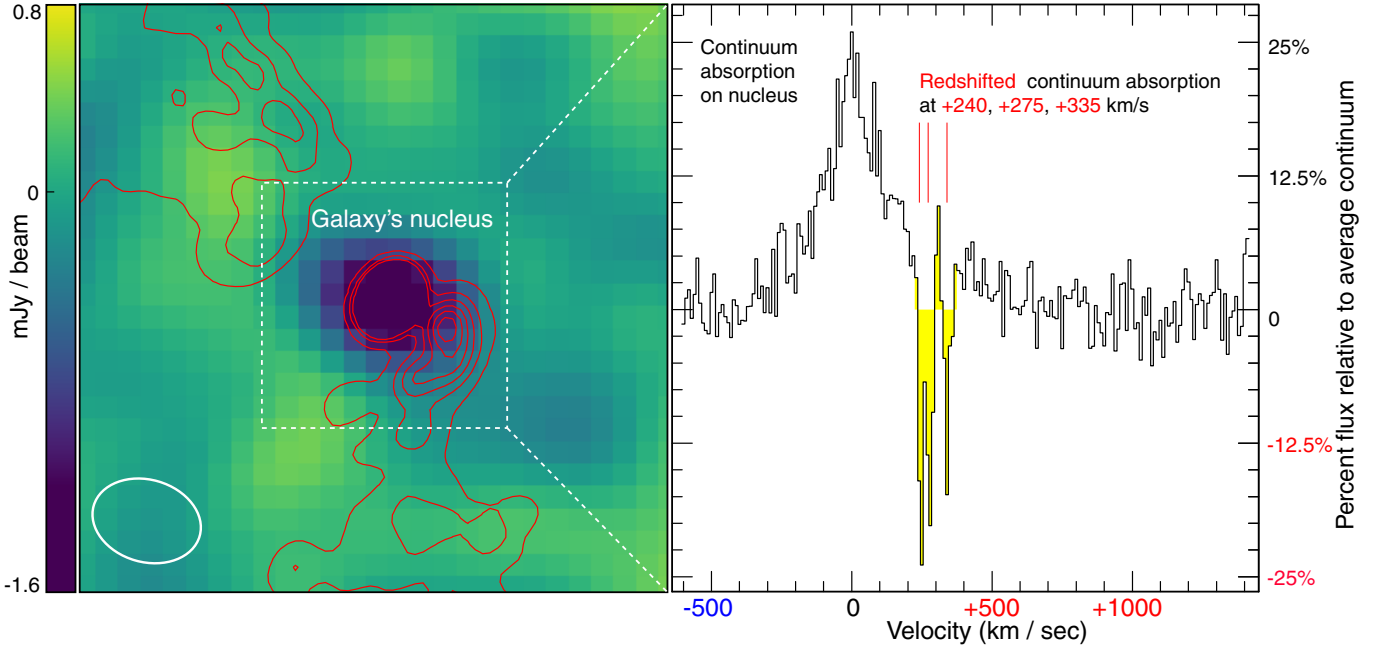 0.8
0
-1.6
mJy / beam
Galaxy's nucleus
Continuum
absorption
on nucleus
Redshifted continuum absorption
at +240, +275, +335 km/s
25%
12.5%
0
-12.5%
-25%
Percent flux relative to average continuum
-500
0
+500
+1000
Velocity (km / sec)